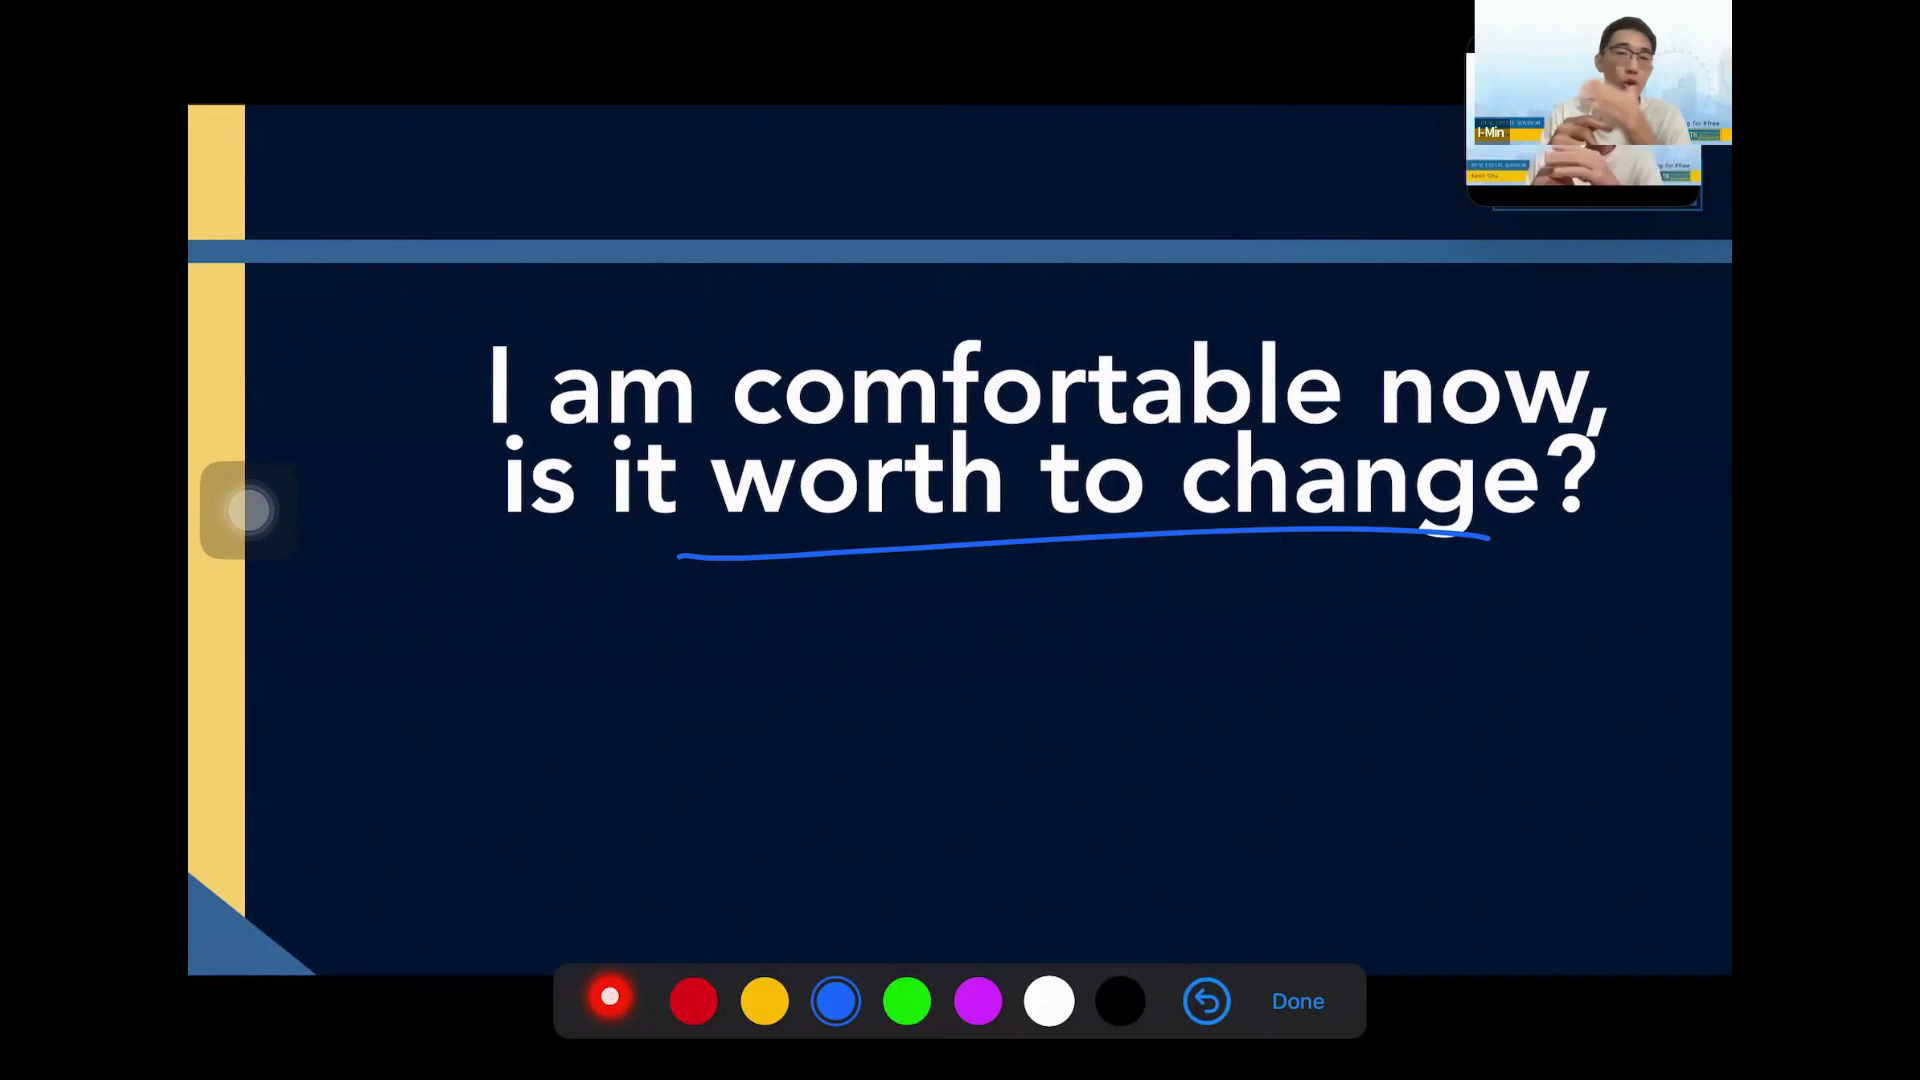 I-Min
I am comfortable now,
is it worth to change?
Done